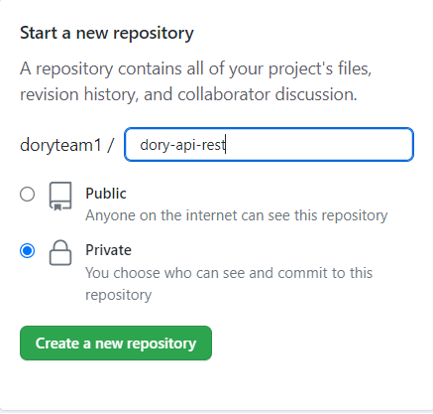 Start a new repository
A repository contains all of your project's files,
revision history, and collaborator discussion.
doryteam1 / dory-api-rest
Public
Anyone on the internet can see this repository
Private
You choose who can see and commit to this
repository
Create a new repository